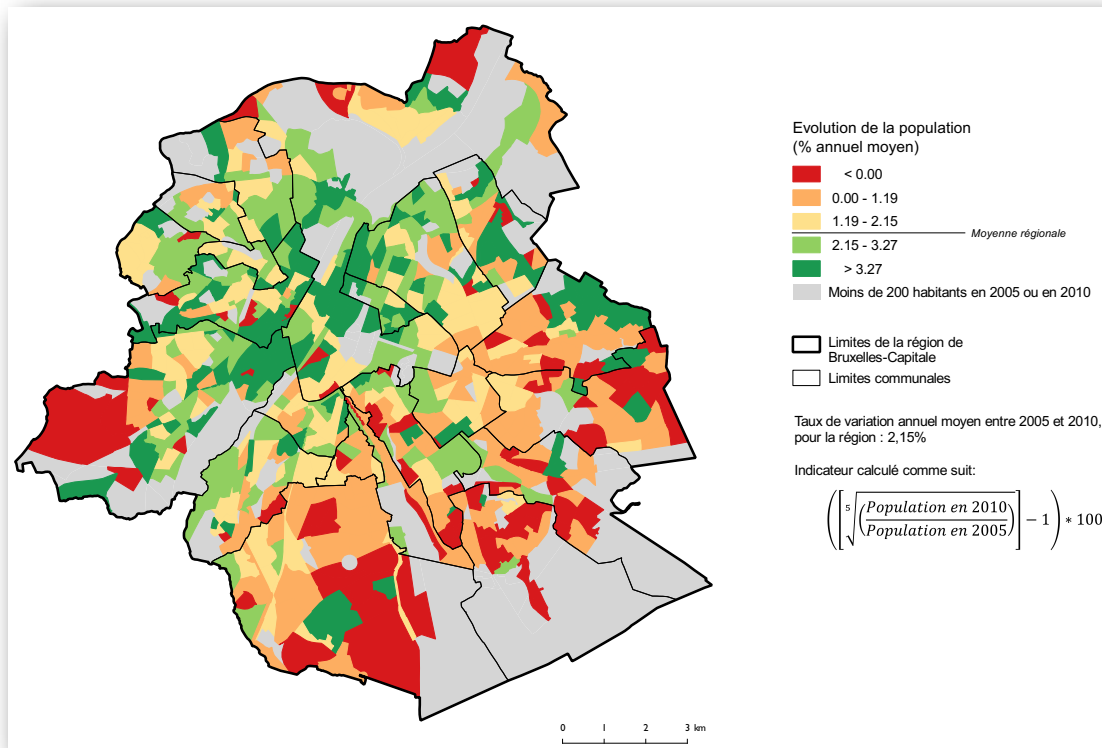 Evolution de la population
(% annuel moyen)
< 0.00
0.00 - 1.19
1.19 - 2.15
Moyenne régionale
2.15 - 3.27
> 3.27
Moins de 200 habitants en 2005 ou en 2010
Limites de la région de
Bruxelles-Capitale
Limites communales
Taux de variation annuel moyen entre 2005 et 2010,
pour la région : 2,15%
Indicateur calculé comme suit:
([⁵√(Population en 2010 / Population en 2005)] − 1) ∗ 100
0 1 2 3 km